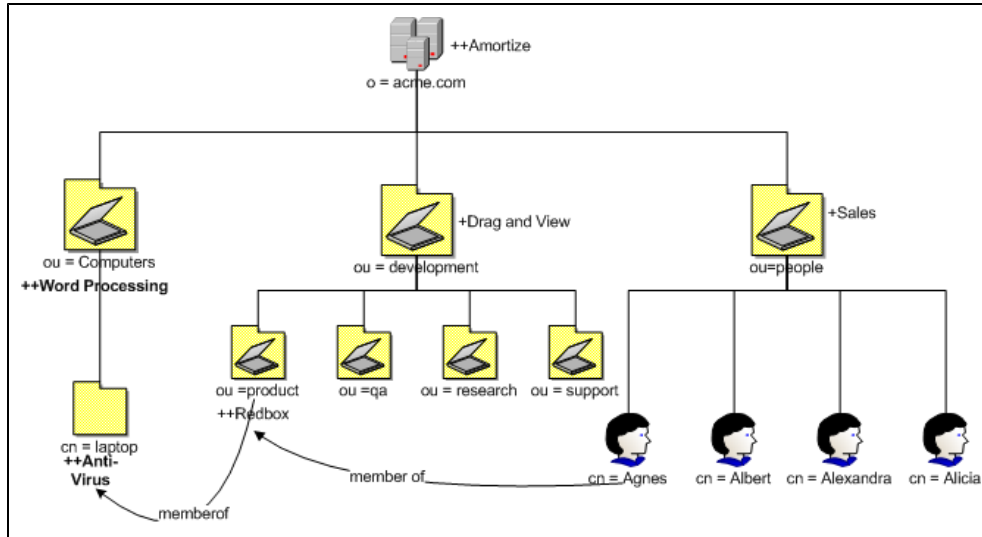 ++Amortize
o = acme.com
+Drag and View
+Sales
ou = Computers
ou = development
ou=people
++Word Processing
ou =product
ou =qa
ou = research
ou = support
++Redbox
cn = laptop
++Anti-
Virus
member of
cn = Agnes
cn = Albert
cn = Alexandra
cn = Alicia
memberof